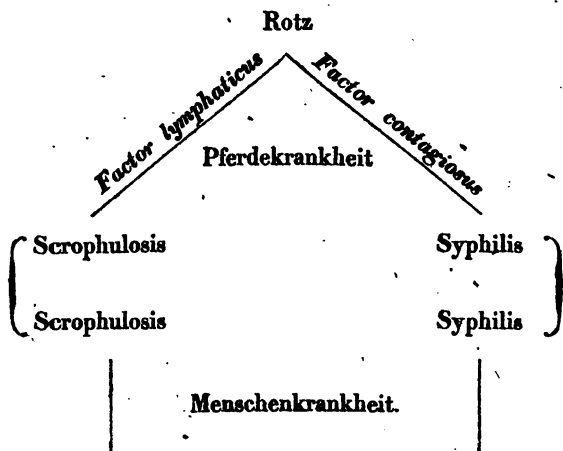 Rotz
Factor lymphaticus
Factor contagiosus
Pferdekrankheit
Scrophulosis Syphilis
Scrophulosis Syphilis
Menschenkrankheit.